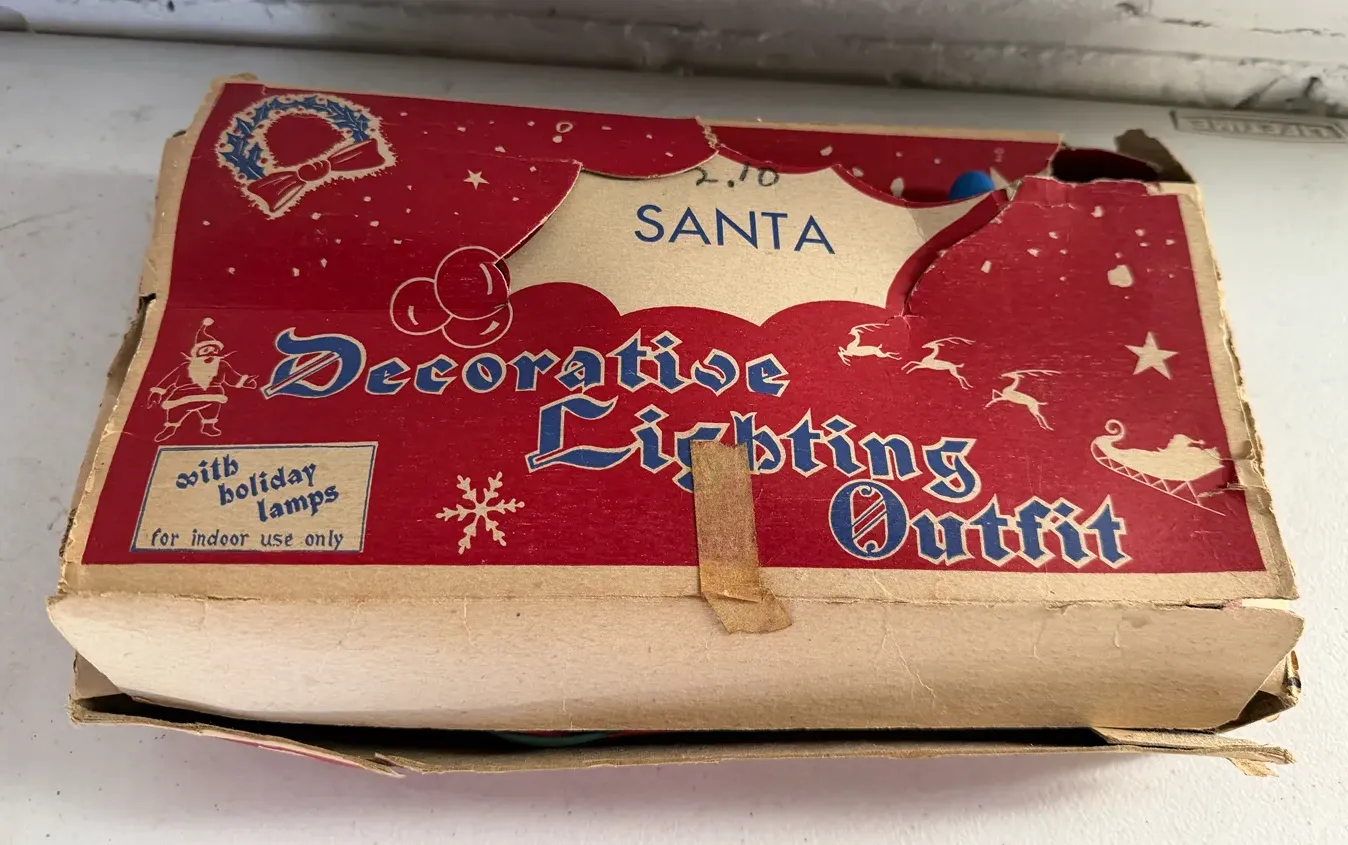 2.10
SANTA
Decorative
Lighting
Outfit
with
holiday
lamps
for indoor use only